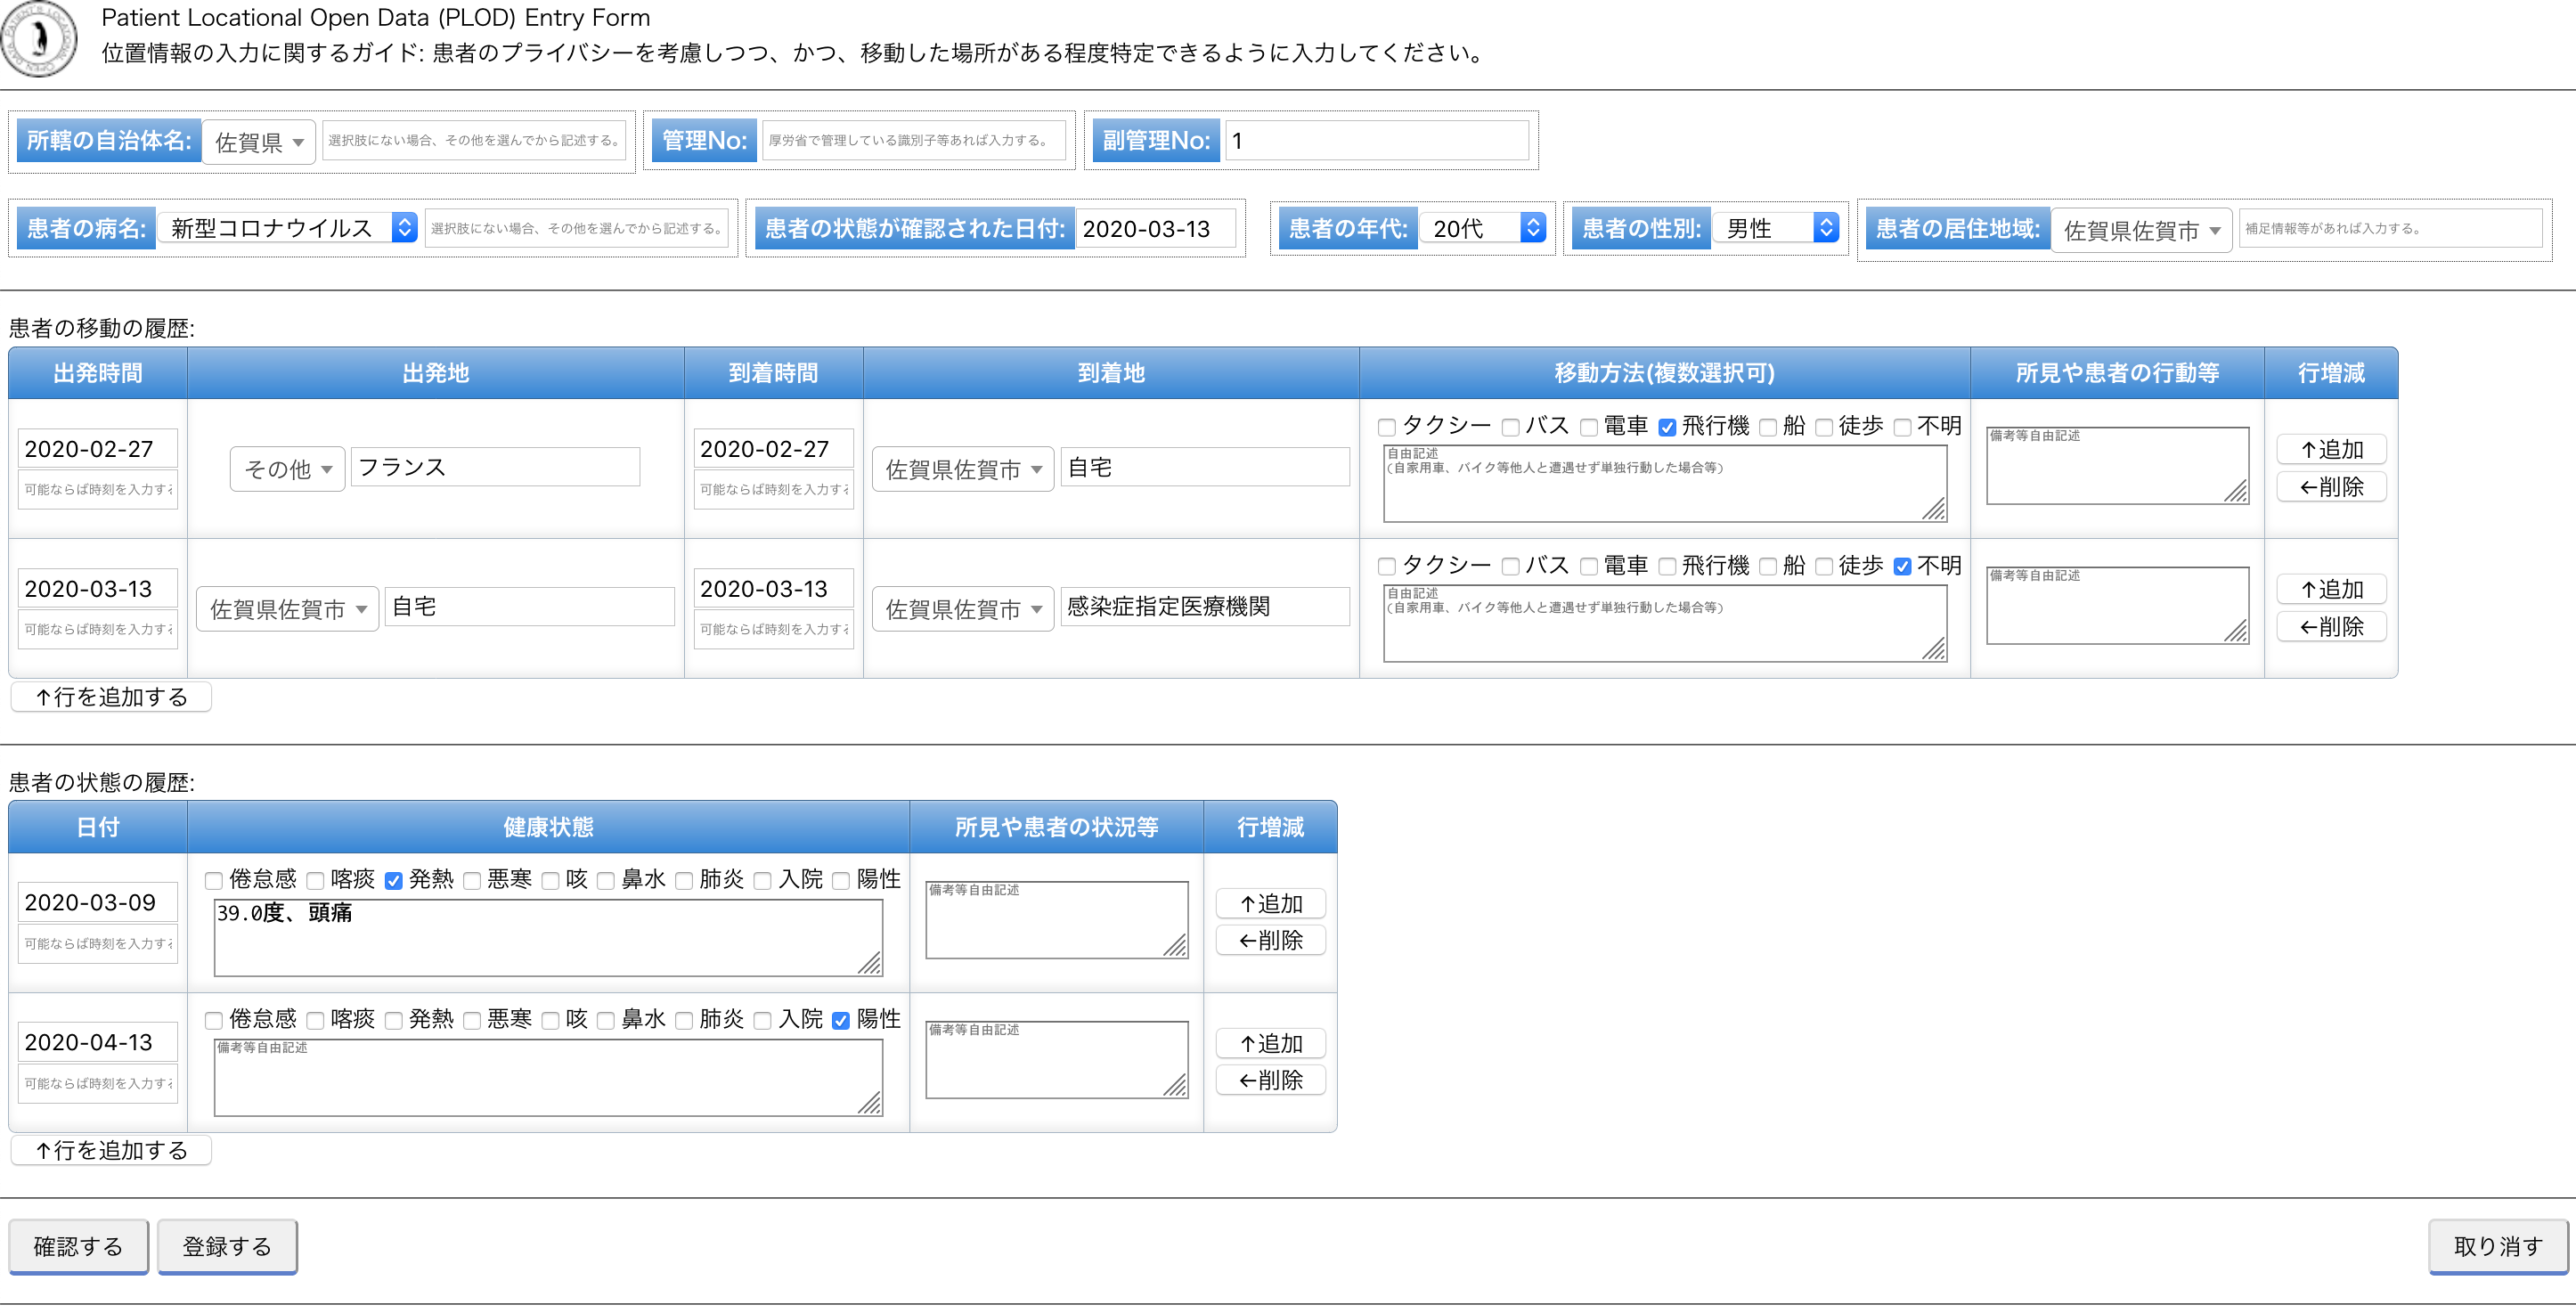 Patient Locational Open Data (PLOD) Entry Form
位置情報の入力に関するガイド: 患者のプライバシーを考慮しつつ、かつ、移動した場所がある程度特定できるように入力してください。
所轄の自治体名: 佐賀県 選択肢にない場合、その他を選んでから記述する。 管理No: 厚労省で管理している識別子等あれば入力する。 副管理No: 1
患者の病名: 新型コロナウイルス 選択肢にない場合、その他を選んでから記述する。 患者の状態が確認された日付: 2020-03-13 患者の年代: 20代 患者の性別: 男性 患者の居住地域: 佐賀県佐賀市 補足情報等があれば入力する。
患者の移動の履歴:
出発時間 出発地 到着時間 到着地 移動方法(複数選択可) 所見や患者の行動等 行増減
タクシー バス 電車 飛行機 船 徒歩 不明
2020-02-27 その他 フランス 2020-02-27 佐賀県佐賀市 自宅 自由記述 備考等自由記述 ↑追加
(自家用車、バイク等他人と遭遇せず単独行動した場合等)
可能ならば時刻を入力する 可能ならば時刻を入力する ←削除
タクシー バス 電車 飛行機 船 徒歩 不明
2020-03-13 佐賀県佐賀市 自宅 2020-03-13 佐賀県佐賀市 感染症指定医療機関 自由記述 備考等自由記述 ↑追加
(自家用車、バイク等他人と遭遇せず単独行動した場合等)
可能ならば時刻を入力する 可能ならば時刻を入力する ←削除
↑行を追加する
患者の状態の履歴:
日付 健康状態 所見や患者の状況等 行増減
倦怠感 喀痰 発熱 悪寒 咳 鼻水 肺炎 入院 陽性
2020-03-09 39.0度、頭痛 備考等自由記述 ↑追加
可能ならば時刻を入力する ←削除
倦怠感 喀痰 発熱 悪寒 咳 鼻水 肺炎 入院 陽性
2020-04-13 備考等自由記述 備考等自由記述 ↑追加
可能ならば時刻を入力する ←削除
↑行を追加する
確認する 登録する 取り消す